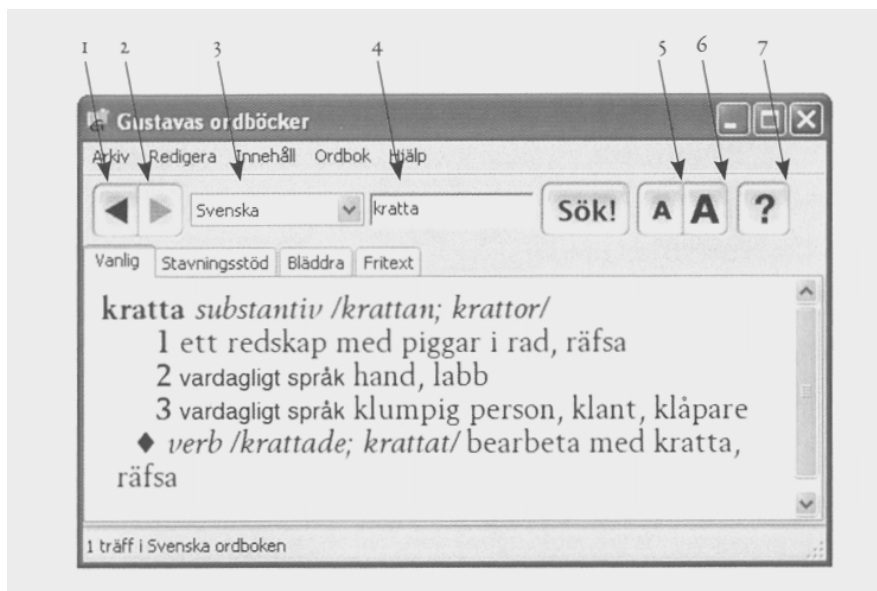 1 2 3 4 5 6 7
Gustavas ordböcker
Arkiv Redigera Innehåll Ordbok Hjälp
Svenska kratta Sök! A A ?
Vanlig Stavningsstöd Bläddra Fritext
kratta substantiv /krattan; krattor/
1 ett redskap med piggar i rad, räfsa
2 vardagligt språk hand, labb
3 vardagligt språk klumpig person, klant, klåpare
♦ verb /krattade; krattat/ bearbeta med kratta,
räfsa
1 träff i Svenska ordboken